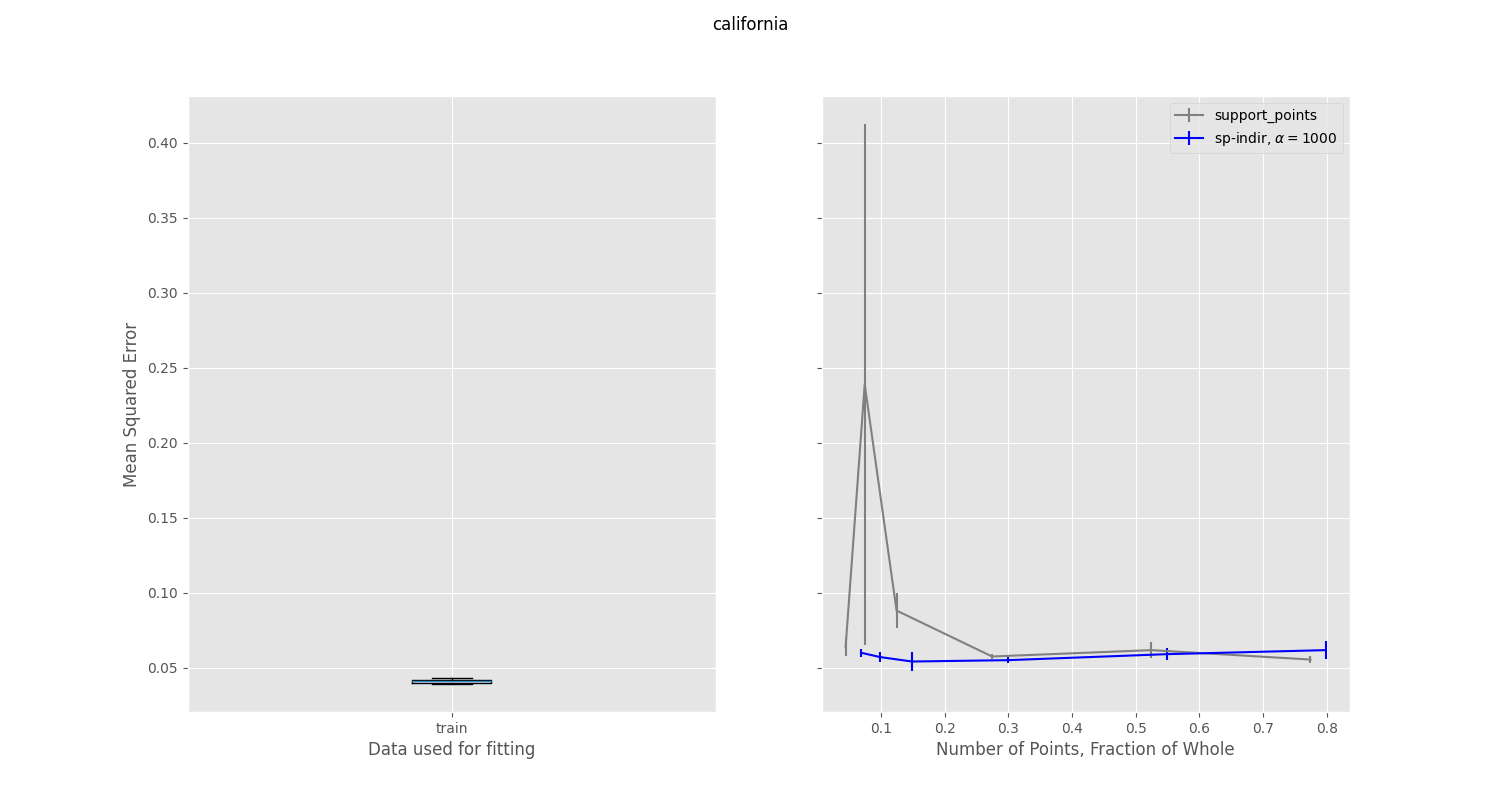 california
Mean Squared Error
0.40
0.35
0.30
0.25
0.20
0.15
0.10
0.05
train
Data used for fitting
support_points
sp-indir, α = 1000
0.1 0.2 0.3 0.4 0.5 0.6 0.7 0.8
Number of Points, Fraction of Whole